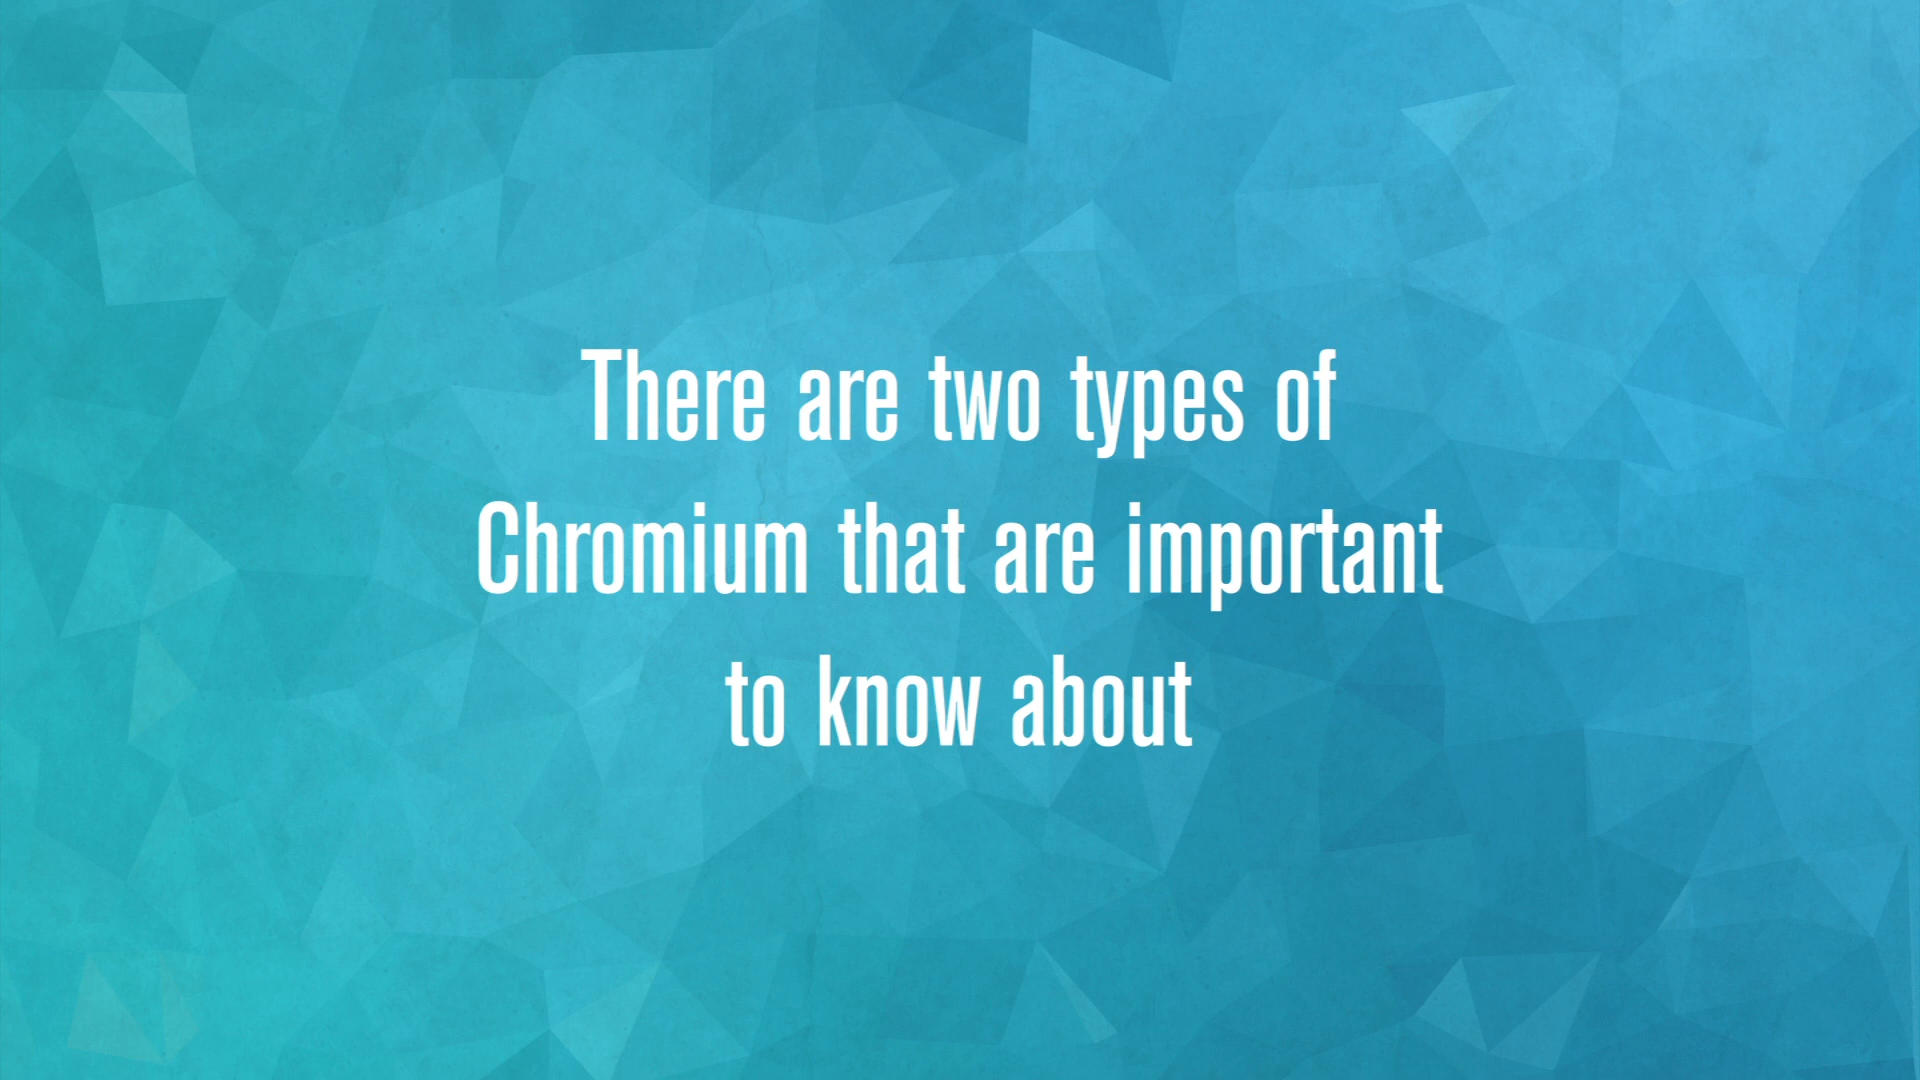 There are two types of
Chromium that are important
to know about